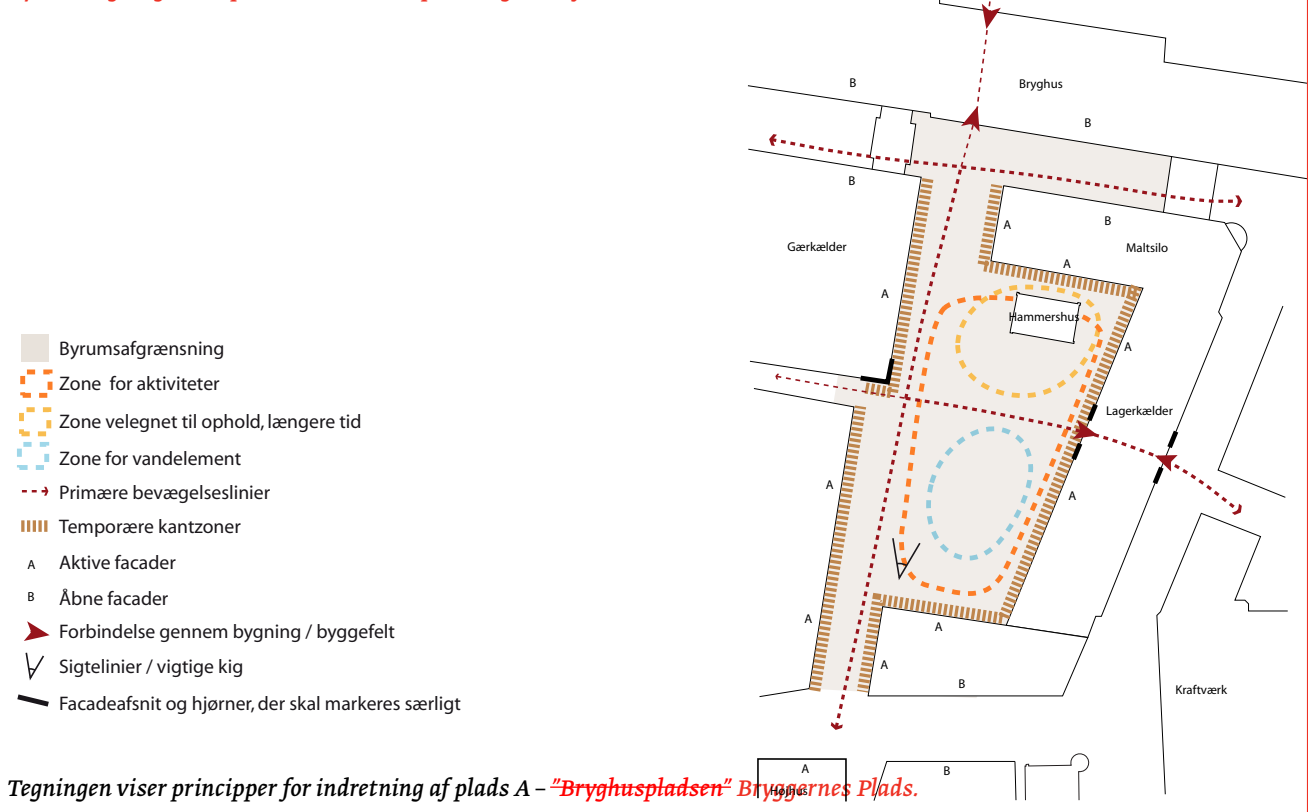 Byrumsafgrænsning
Zone for aktiviteter
Zone velegnet til ophold, længere tid
Zone for vandelement
Primære bevægelseslinier
Temporære kantzoner
A Aktive facader
B Åbne facader
Forbindelse gennem bygning / byggefelt
Sigtelinier / vigtige kig
Facadeafsnit og hjørner, der skal markeres særligt
B
Bryghus
B
B
A
B
Gærkælder
Maltsilo
A
A
Hammershus
A
Lagerkælder
A
A
A
A
A
B
Kraftværk
A
B
Højhus
Tegningen viser principper for indretning af plads A – ”Bryghuspladsen” Bryggernes Plads.